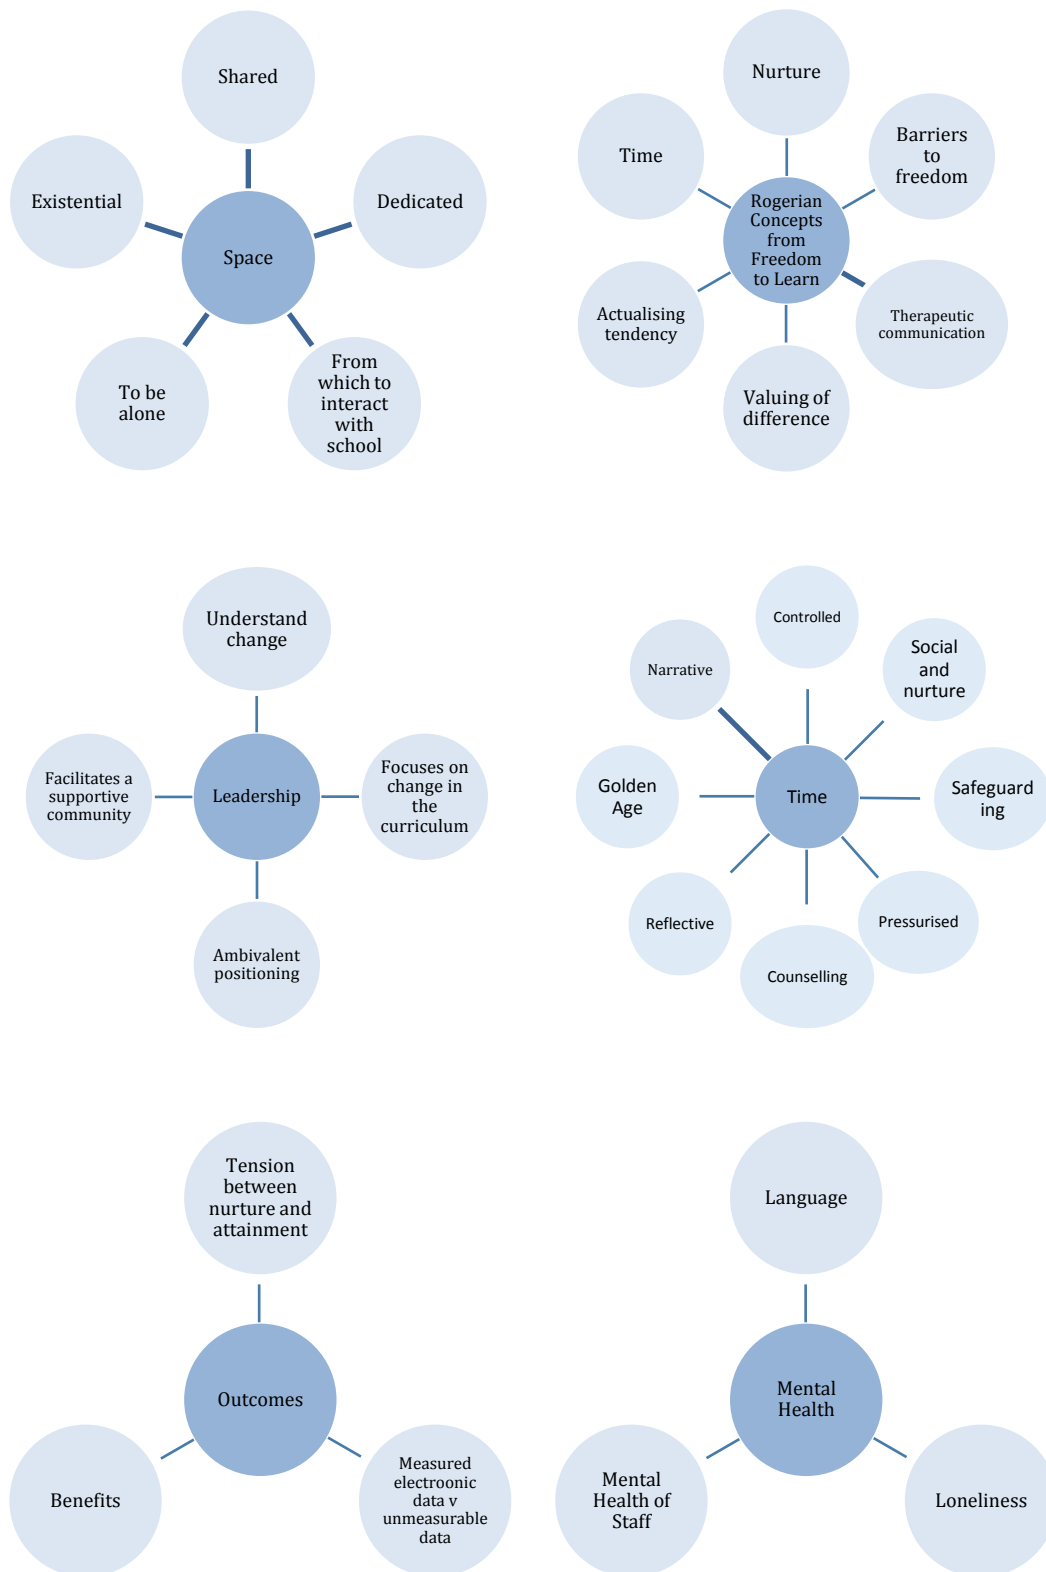 Shared
Existential
Dedicated
Space
To be
alone
From
which to
interact
with
school
Nurture
Time
Barriers
to
freedom
Rogerian
Concepts
from
Freedom
to Learn
Actualising
tendency
Therapeutic
communication
Valuing of
difference
Understand
change
Facilitates a
supportive
community
Leadership
Focuses on
change in
the
curriculum
Ambivalent
positioning
Controlled
Narrative
Social
and
nurture
Golden
Age
Time
Safeguard
ing
Reflective
Pressurised
Counselling
Tension
between
nurture and
attainment
Outcomes
Benefits
Measured
electroonic
data v
unmeasurable
data
Language
Mental
Health
Mental
Health of
Staff
Loneliness